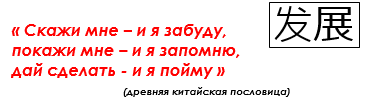 « Скажи мне – и я забуду,
покажи мне – и я запомню,
дай сделать - и я пойму »
(древняя китайская пословица)
发展